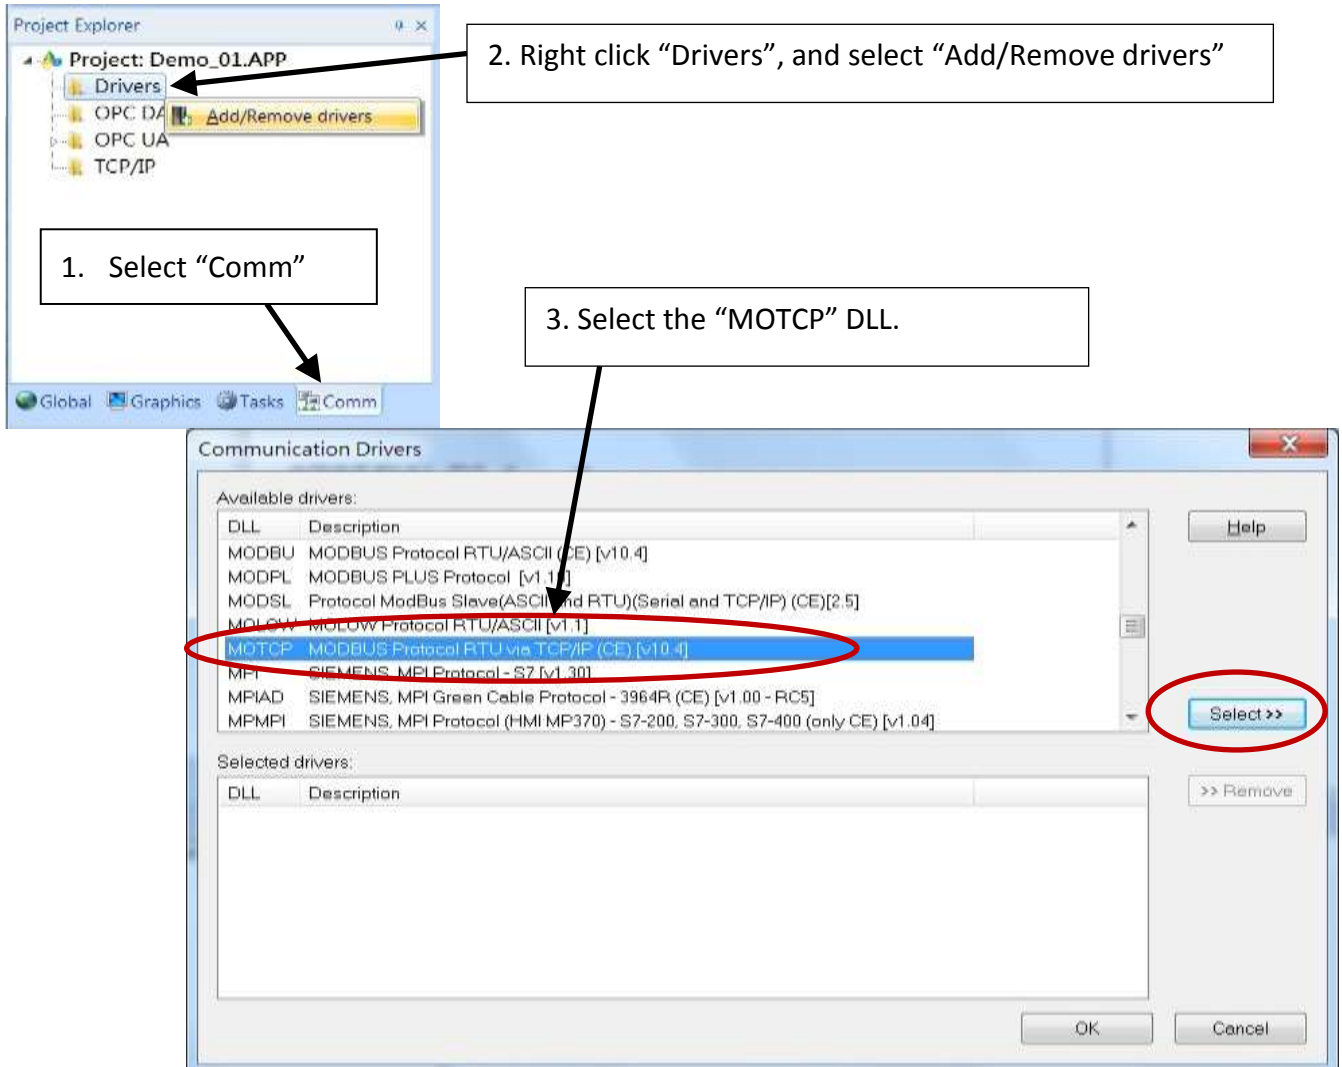 Project Explorer
Project: Demo_01.APP
Drivers
OPC DA
Add/Remove drivers
OPC UA
TCP/IP
2. Right click “Drivers”, and select “Add/Remove drivers”
1. Select “Comm”
3. Select the “MOTCP” DLL.
Global Graphics Tasks Comm
Communication Drivers
Available drivers:
DLL Description
MODBU MODBUS Protocol RTU/ASCII (CE) [v10.4]
MODPL MODBUS PLUS Protocol
MODSL Protocol ModBus Slave(ASCII and RTU)(Serial and TCP/IP) (CE)[2.5]
MOLOW MOLOW Protocol RTU/ASCII [v1.1]
MOTCP MODBUS Protocol RTU via TCP/IP (CE) [v10.4]
MPI SIEMENS, MPI Protocol - S7 [v1.30]
MPIAD SIEMENS, MPI Green Cable Protocol - 3964R (CE) [v1.00 - RC5]
MPMPI SIEMENS, MPI Protocol (HMI MP370) - S7-200, S7-300, S7-400 (only CE) [v1.04]
Help
Select >>
Selected drivers:
DLL Description
>> Remove
OK Cancel